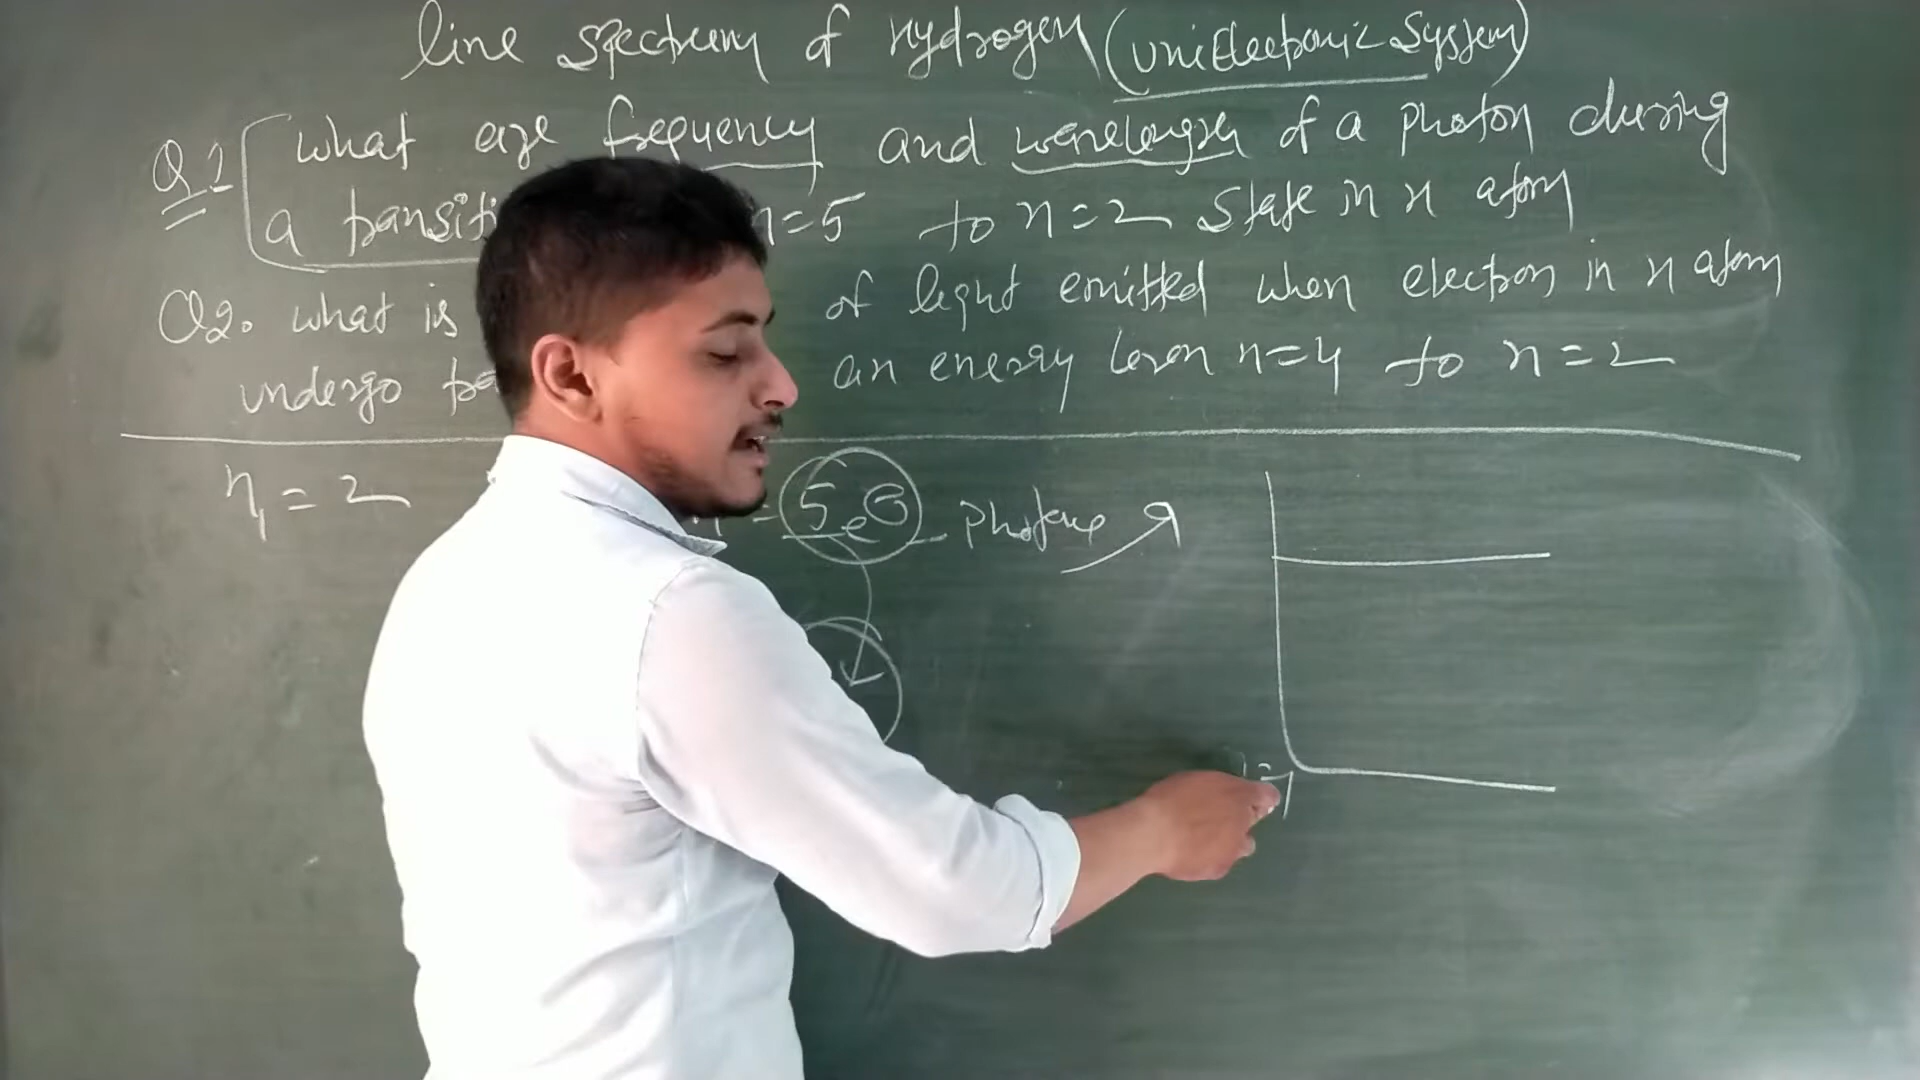 line spectrum of Hydrogen (uniElectronic System)
Q1 what are frequency and wavelength of a photon during
a transiti n=5 to n=2 state in H atom
Q2. what is of light emitted when electron in H atom
undergo an energy n=4 to n=2
n₁ = 2
= 5 e